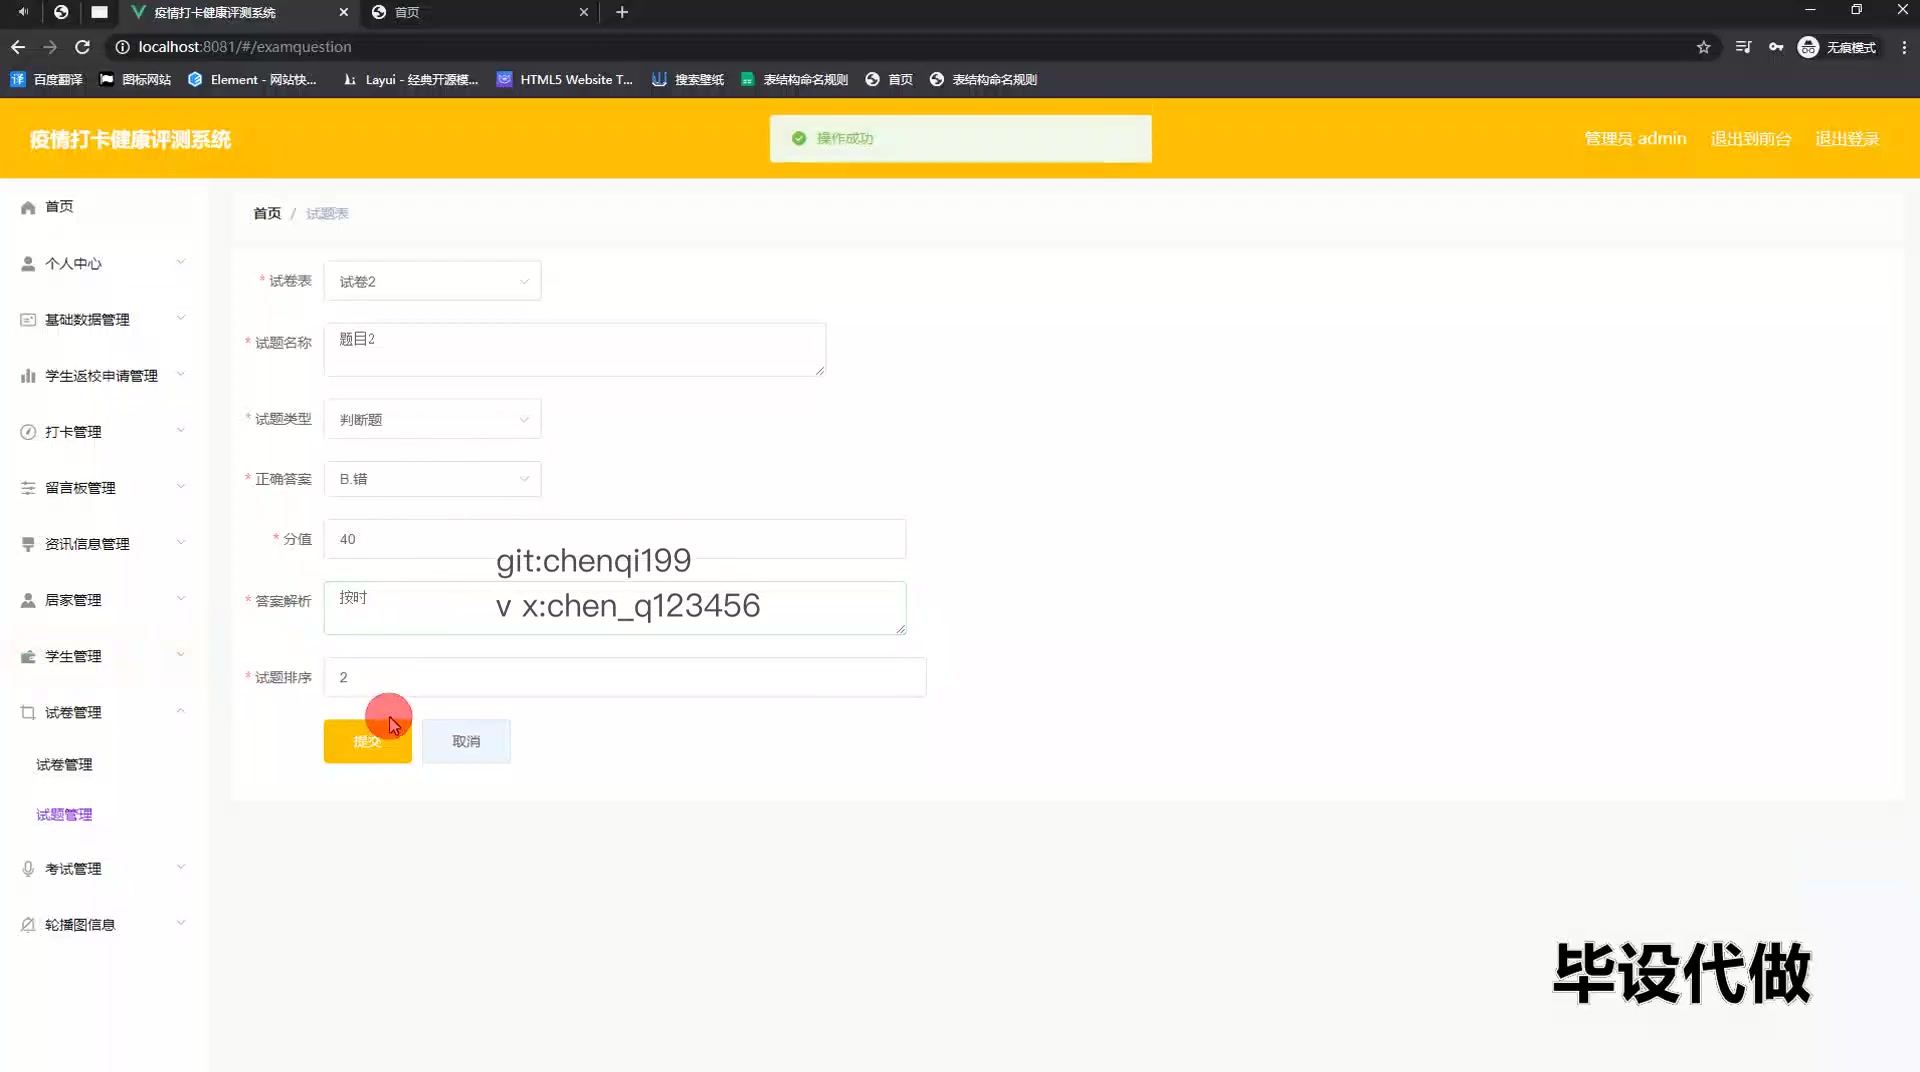 疫情打卡健康评测系统
首页
localhost:8081/#/examquestion
无痕模式
百度翻译
图标网站
Element - 网站快...
Layui - 经典开源模...
HTML5 Website T...
搜索壁纸
表结构命名规则
首页
表结构命名规则
疫情打卡健康评测系统
操作成功
管理员 admin
退出到前台
退出登录
首页
个人中心
基础数据管理
学生返校申请管理
打卡管理
留言板管理
资讯信息管理
居家管理
学生管理
试卷管理
试卷管理
试题管理
考试管理
轮播图信息
首页 / 试题表
* 试卷表 试卷2
* 试题名称 题目2
* 试题类型 判断题
* 正确答案 B.错
* 分值 40
git:chenqi199
* 答案解析 按时
v x:chen_q123456
* 试题排序 2
提交
取消
毕设代做